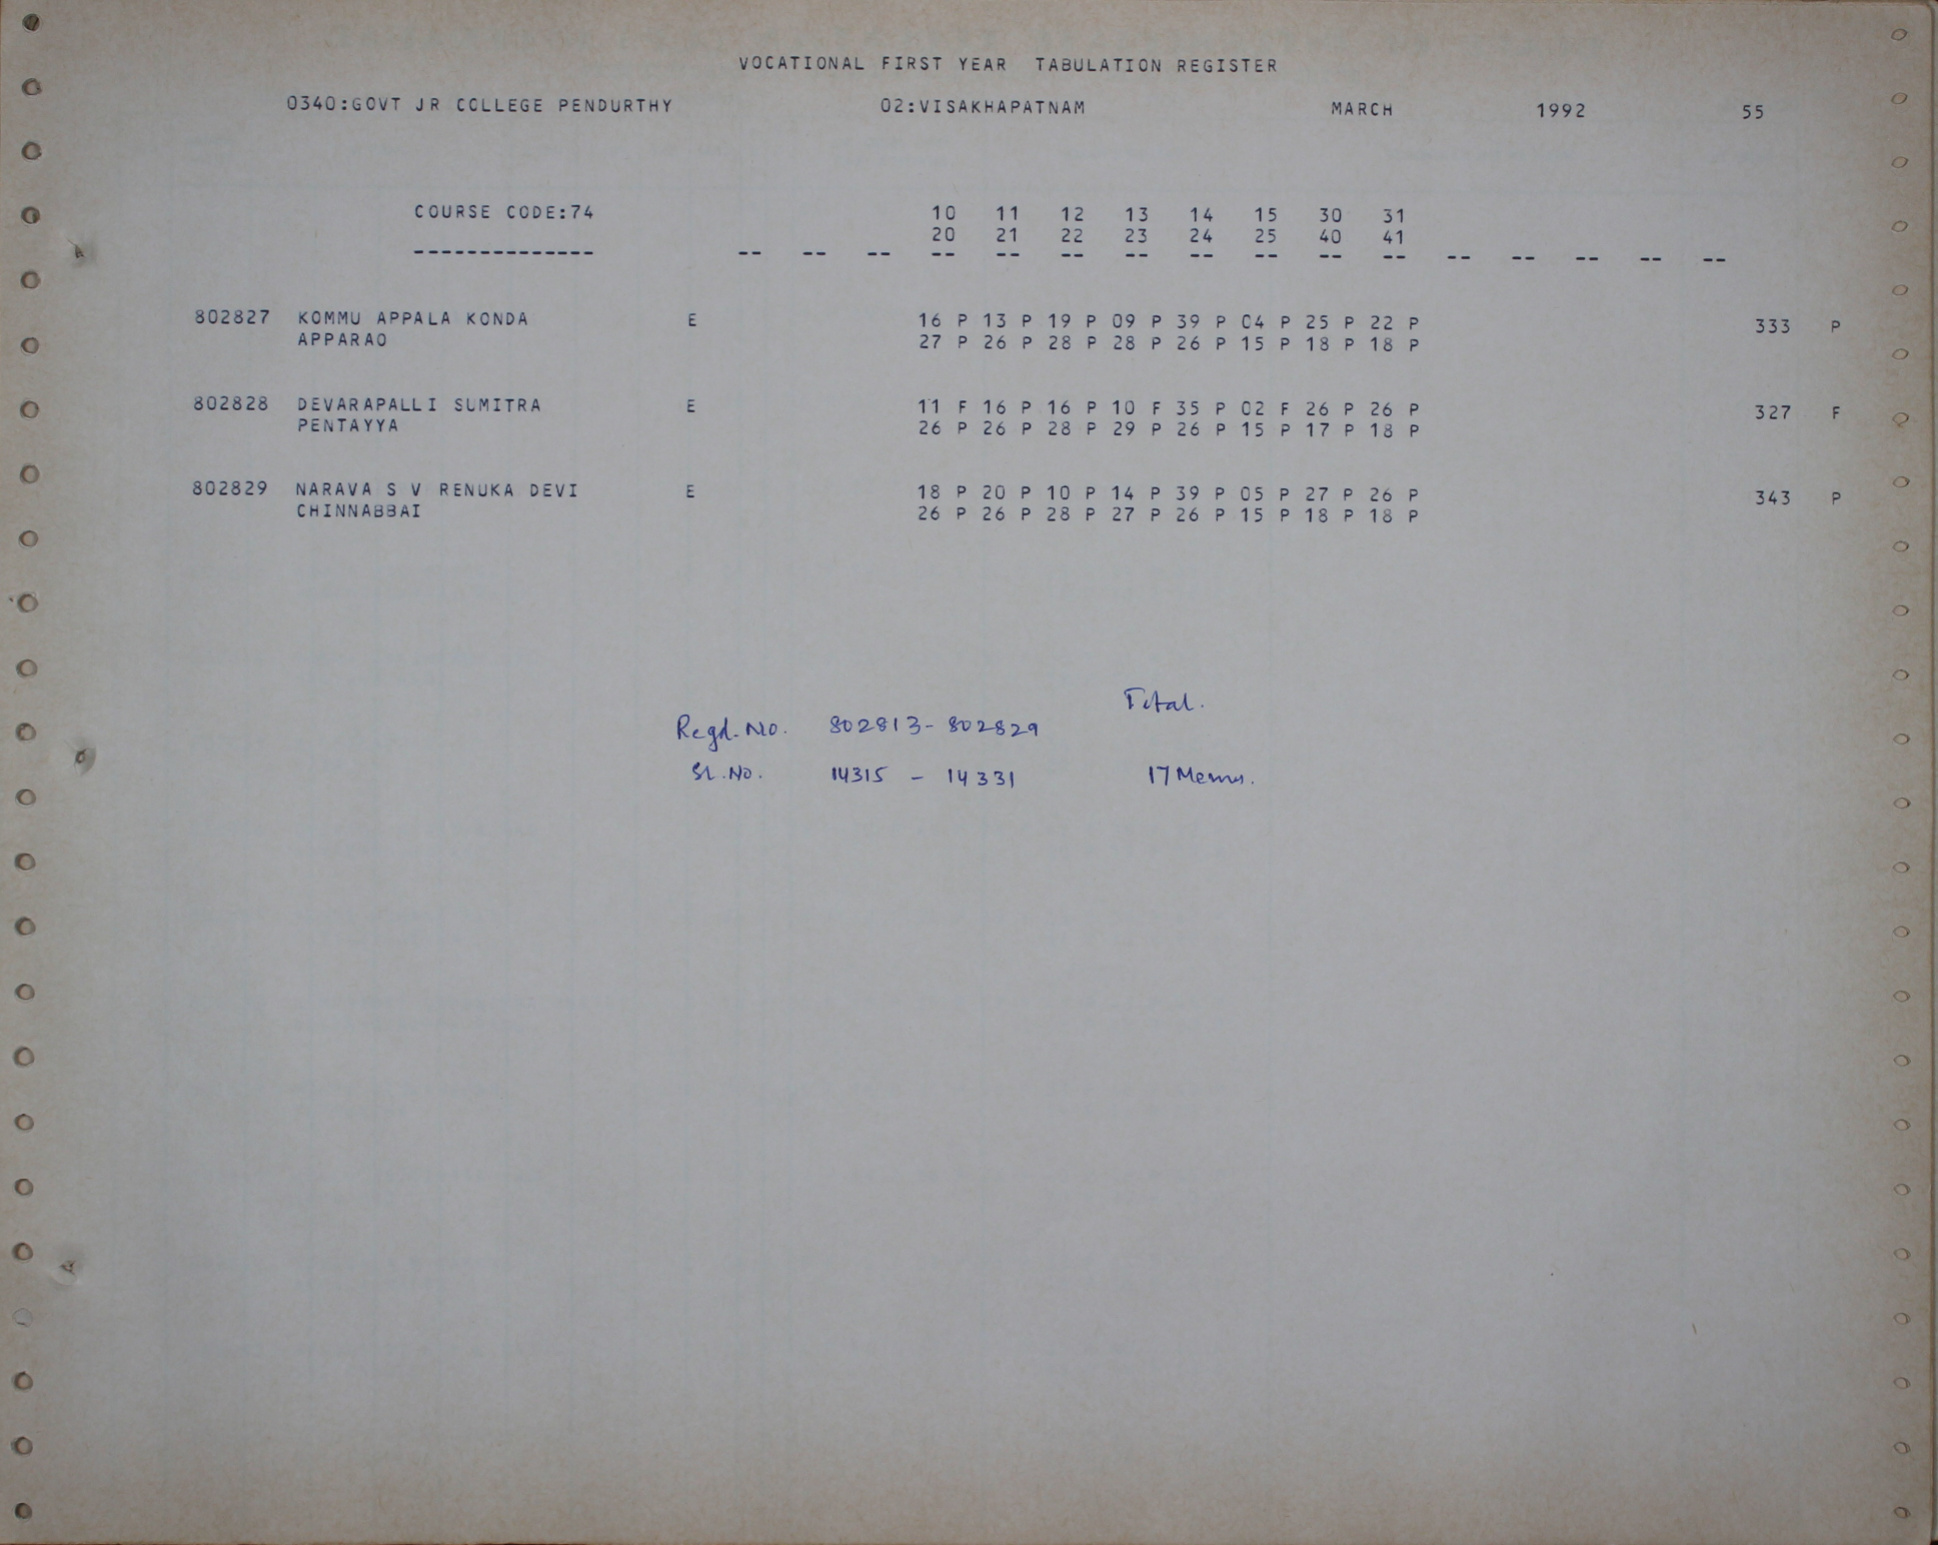 VOCATIONAL FIRST YEAR TABULATION REGISTER
0340:GOVT JR COLLEGE PENDURTHY 02:VISAKHAPATNAM MARCH 1992 55
COURSE CODE:74 10 11 12 13 14 15 30 31
20 21 22 23 24 25 40 41
-------------- -- -- -- -- -- -- -- -- -- -- -- -- -- -- -- --
802827 KOMMU APPALA KONDA E 16 P 13 P 19 P 09 P 39 P 04 P 25 P 22 P 333 P
APPARAO 27 P 26 P 28 P 28 P 26 P 15 P 18 P 18 P
802828 DEVARAPALLI SUMITRA E 11 F 16 P 16 P 10 F 35 P 02 F 26 P 26 P 327 F
PENTAYYA 26 P 26 P 28 P 29 P 26 P 15 P 17 P 18 P
802829 NARAVA S V RENUKA DEVI E 18 P 20 P 10 P 14 P 39 P 05 P 27 P 26 P 343 P
CHINNABBAI 26 P 26 P 28 P 27 P 26 P 15 P 18 P 18 P
Total.
Regd. No. 802813 - 802829
Sl. No. 14315 - 14331 17 Memos.